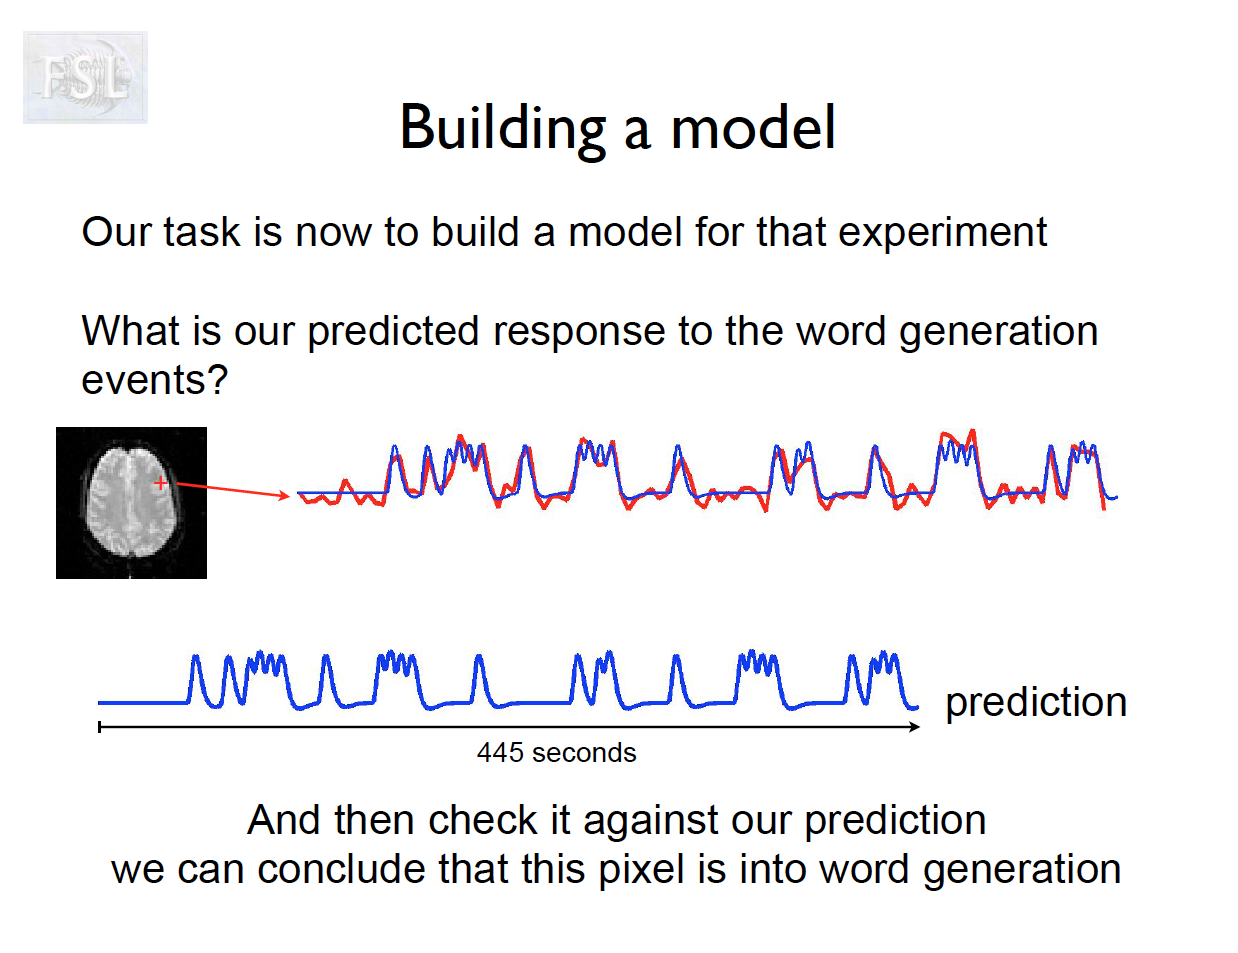 FSL
Building a model
Our task is now to build a model for that experiment
What is our predicted response to the word generation
events?
prediction
445 seconds
And then check it against our prediction
we can conclude that this pixel is into word generation